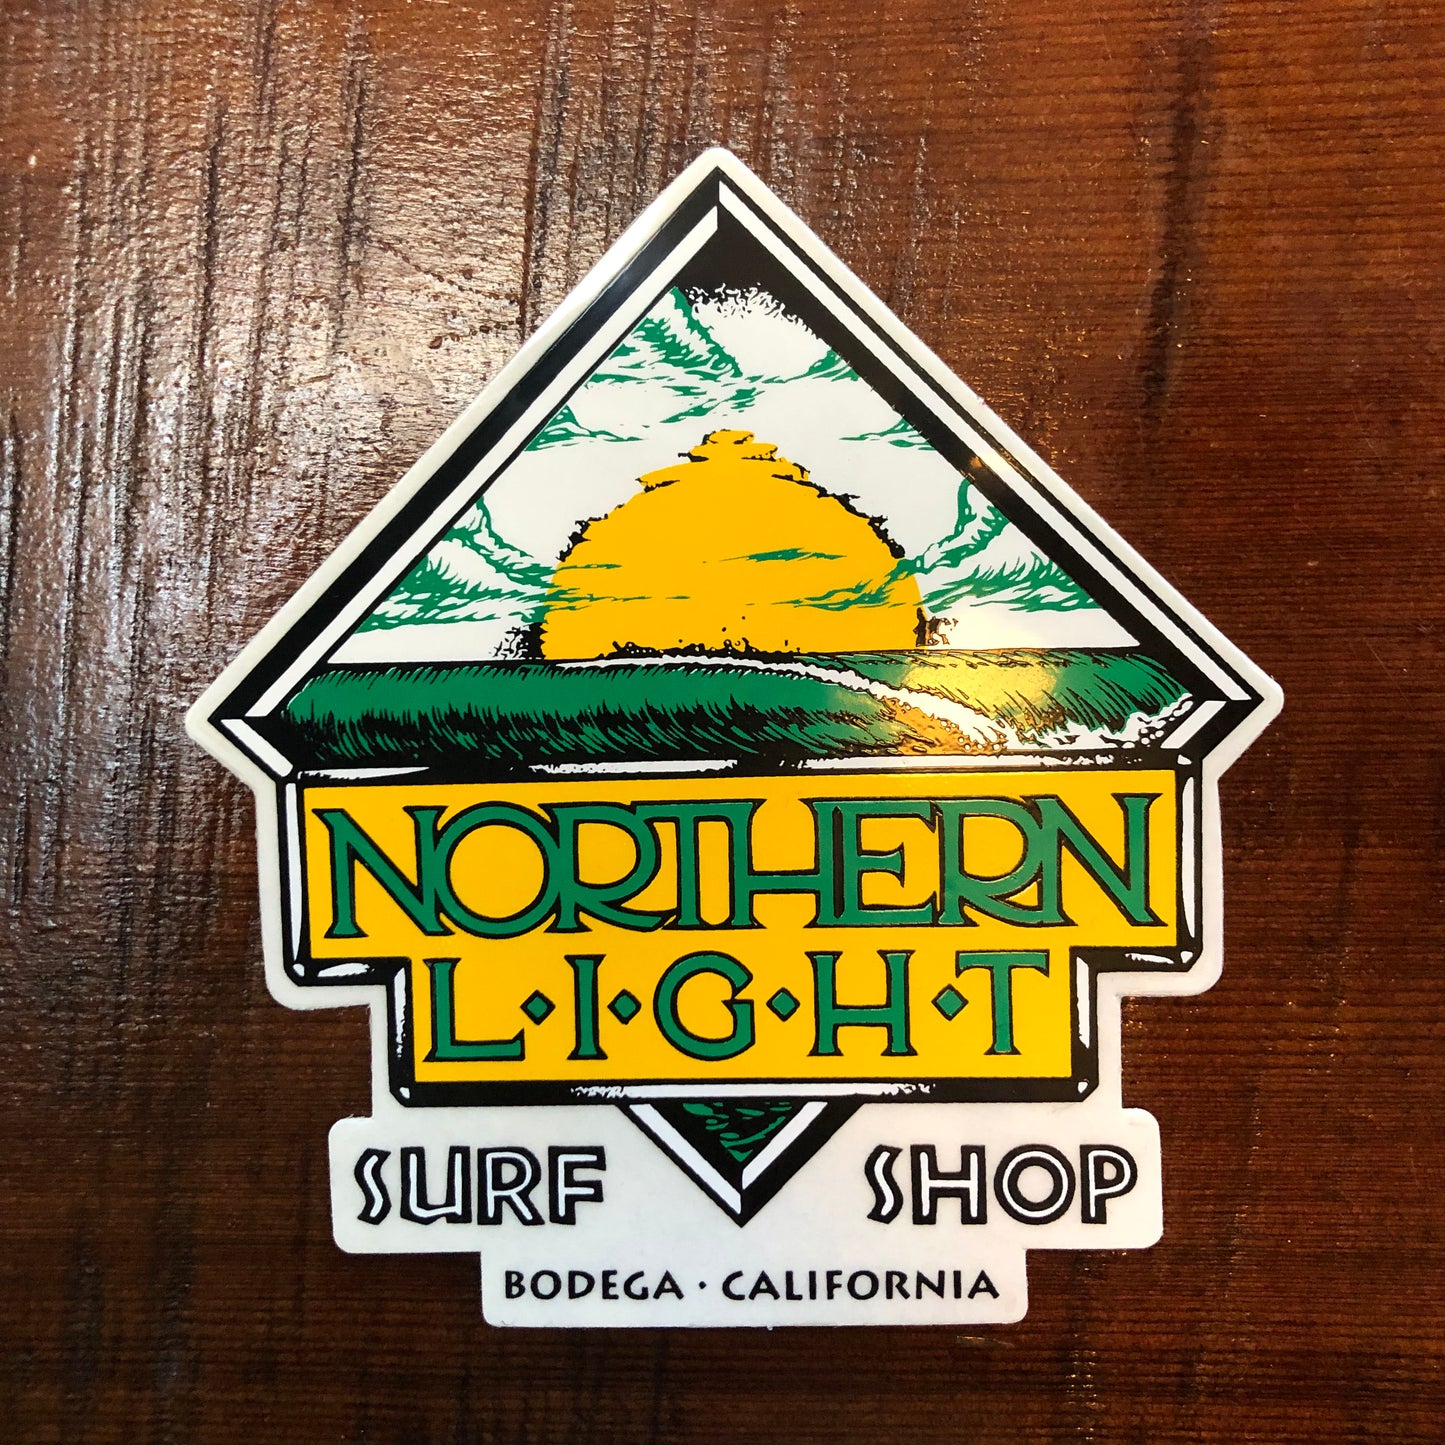 NORTHERN
L·I·G·H·T
SURF SHOP
BODEGA · CALIFORNIA